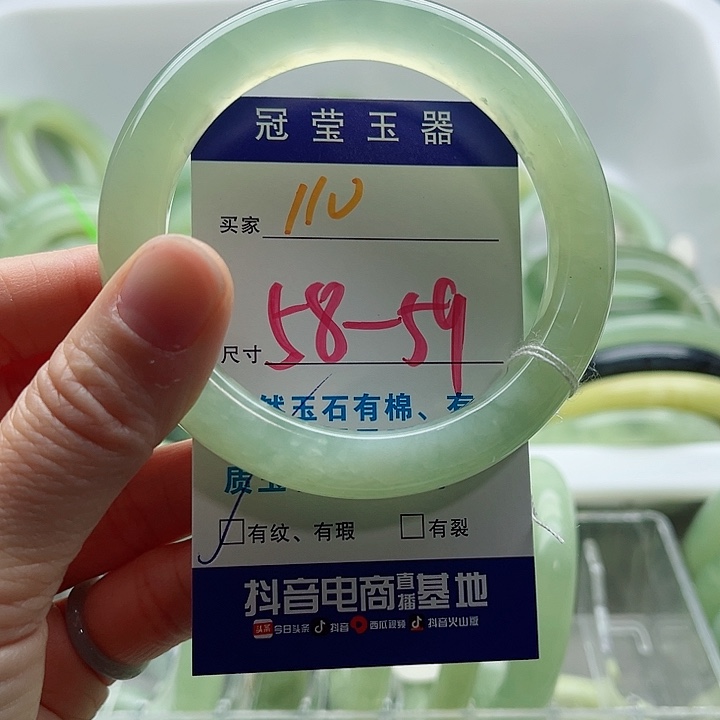 冠莹玉器
买家 110
尺寸 58-59
然玉石有棉、有
质
有纹、有瑕 有裂
抖音电商直播基地
头条 今日头条 抖音 西瓜视频 抖音火山版